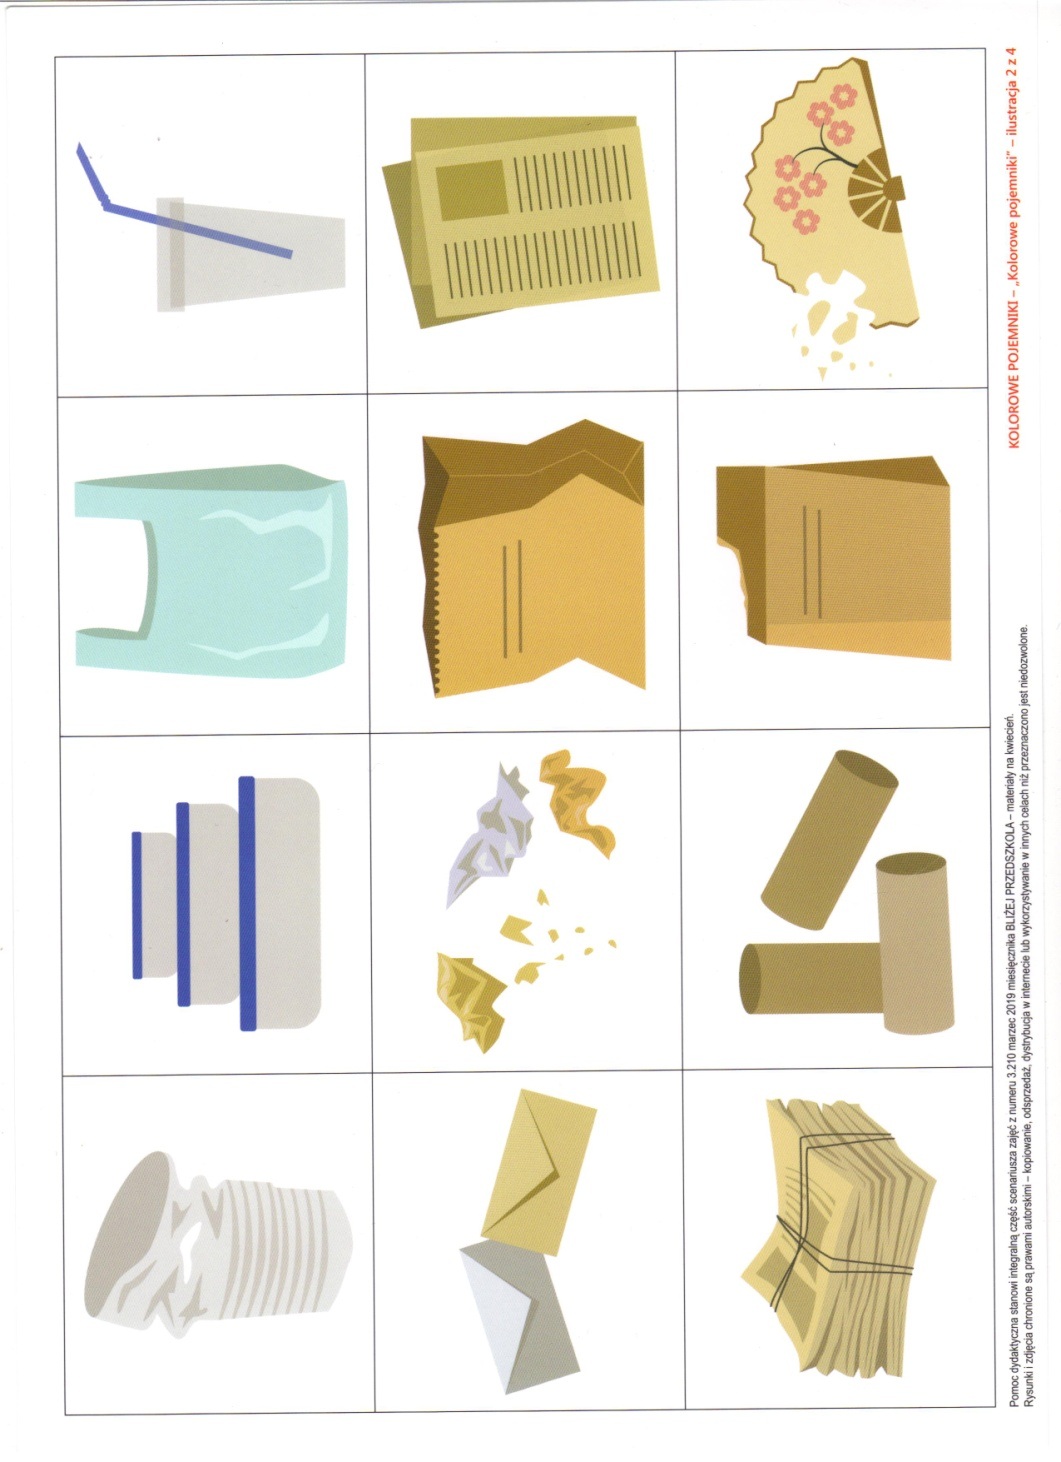 KOLOROWE POJEMNIKI – „Kolorowe pojemniki” – ilustracja 2 z 4
Pomoc dydaktyczna stanowi integralną część scenariusza zajęć z numeru 3.210 marzec 2019 miesięcznika BLIŻEJ PRZEDSZKOLA – materiały na kwiecień.
Rysunki i zdjęcia chronione są prawami autorskimi – kopiowanie, odsprzedaż, dystrybucja w internecie lub wykorzystywanie w innych celach niż przeznaczono jest niedozwolone.